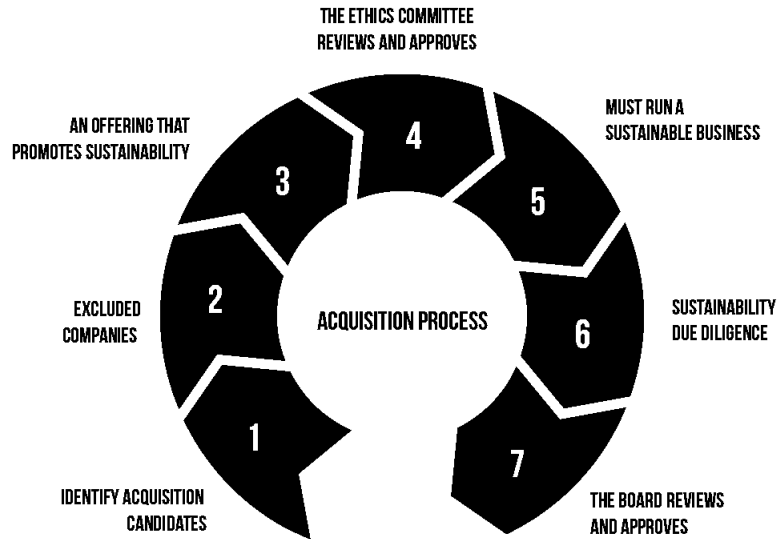 THE ETHICS COMMITTEE
REVIEWS AND APPROVES
AN OFFERING THAT
PROMOTES SUSTAINABILITY
MUST RUN A
SUSTAINABLE BUSINESS
4
3
5
EXCLUDED
COMPANIES
2
ACQUISITION PROCESS
6
SUSTAINABILITY
DUE DILIGENCE
1
7
IDENTIFY ACQUISITION
CANDIDATES
THE BOARD REVIEWS
AND APPROVES